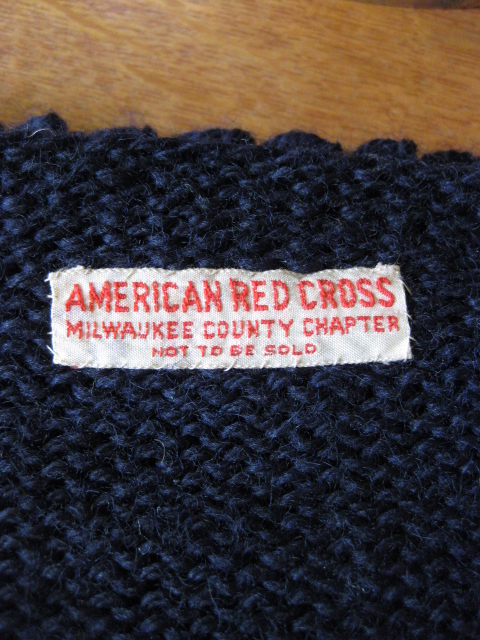 AMERICAN RED CROSS
MILWAUKEE COUNTY CHAPTER
NOT TO BE SOLD